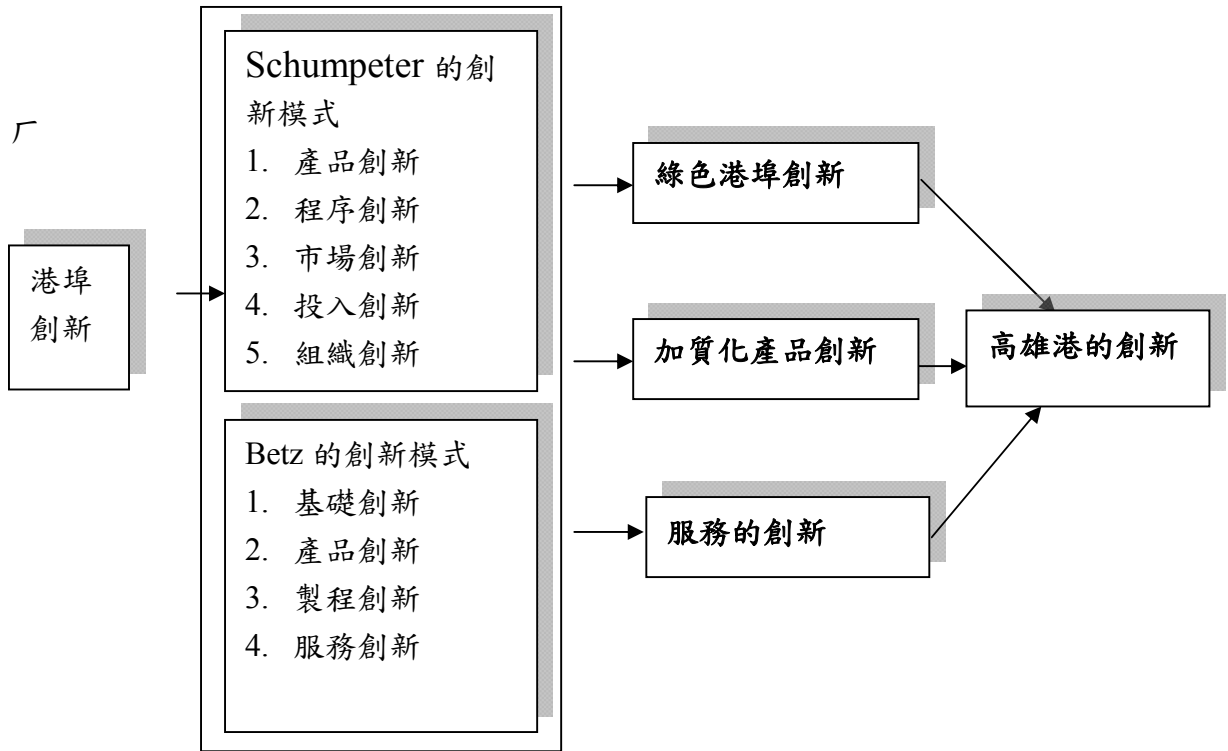 ㄏ
港埠
創新
Schumpeter 的創
新模式
1. 產品創新
2. 程序創新
3. 市場創新
4. 投入創新
5. 組織創新
Betz 的創新模式
1. 基礎創新
2. 產品創新
3. 製程創新
4. 服務創新
綠色港埠創新
加質化產品創新
服務的創新
高雄港的創新